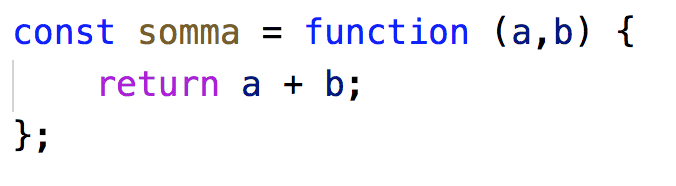 const somma = function (a,b) {
    return a + b;
};